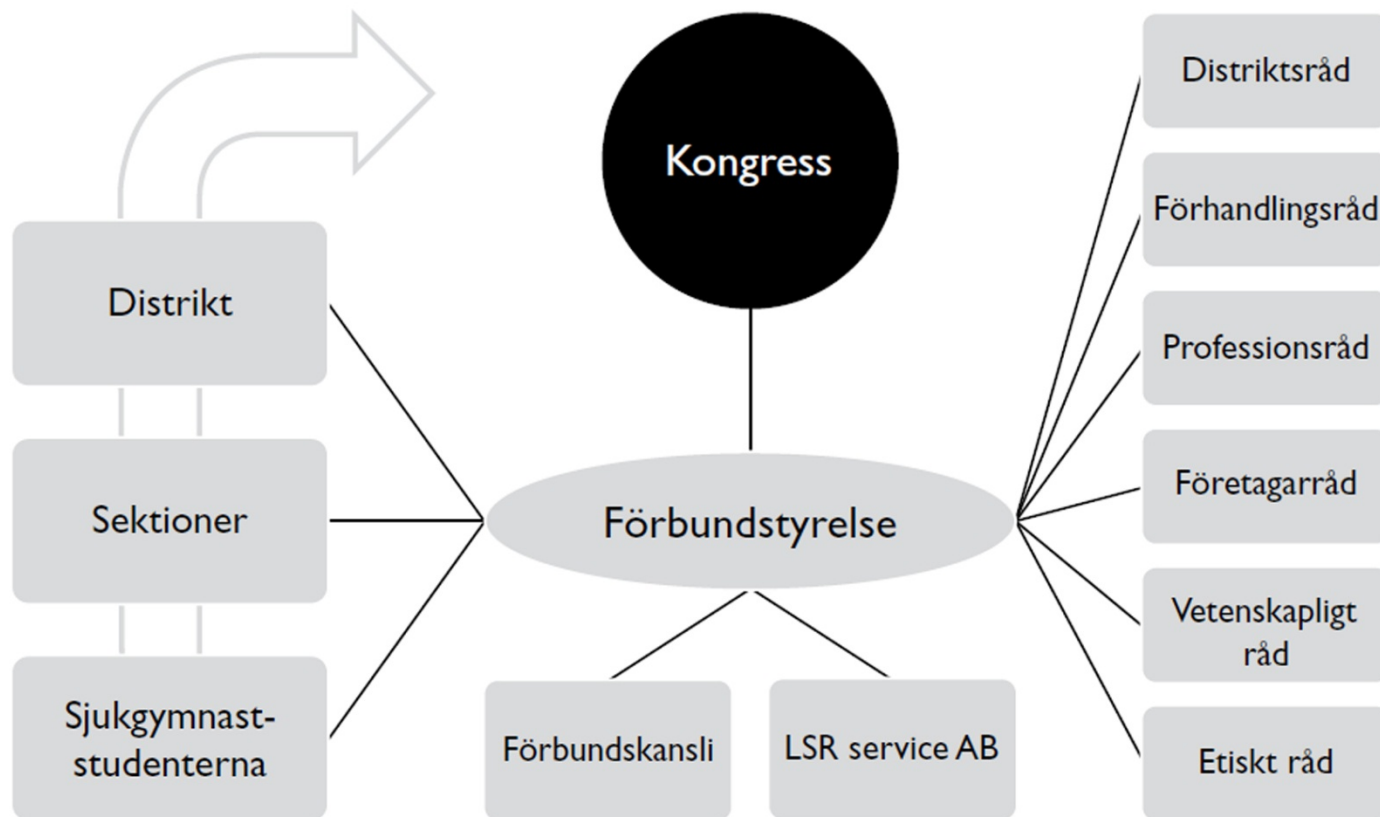 Kongress
Distrikt
Sektioner
Sjukgymnast-
studenterna
Förbundstyrelse
Förbundskansli
LSR service AB
Distriktsråd
Förhandlingsråd
Professionsråd
Företagarråd
Vetenskapligt
råd
Etiskt råd